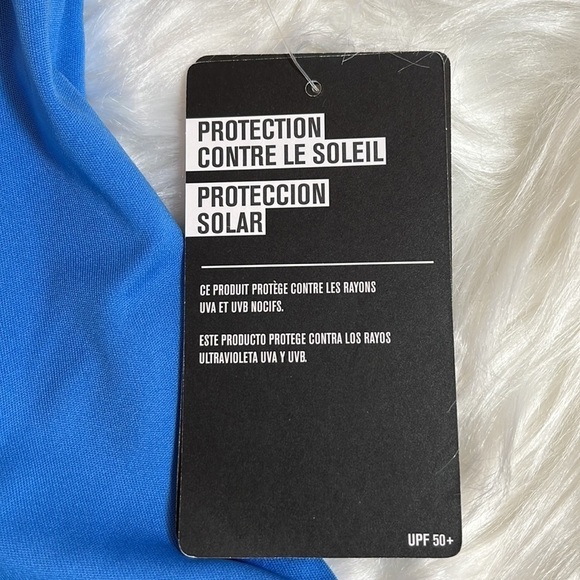 PROTECTION
CONTRE LE SOLEIL
PROTECCION
SOLAR
CE PRODUIT PROTÈGE CONTRE LES RAYONS
UVA ET UVB NOCIFS.
ESTE PRODUCTO PROTEGE CONTRA LOS RAYOS
ULTRAVIOLETA UVA Y UVB.
UPF 50+